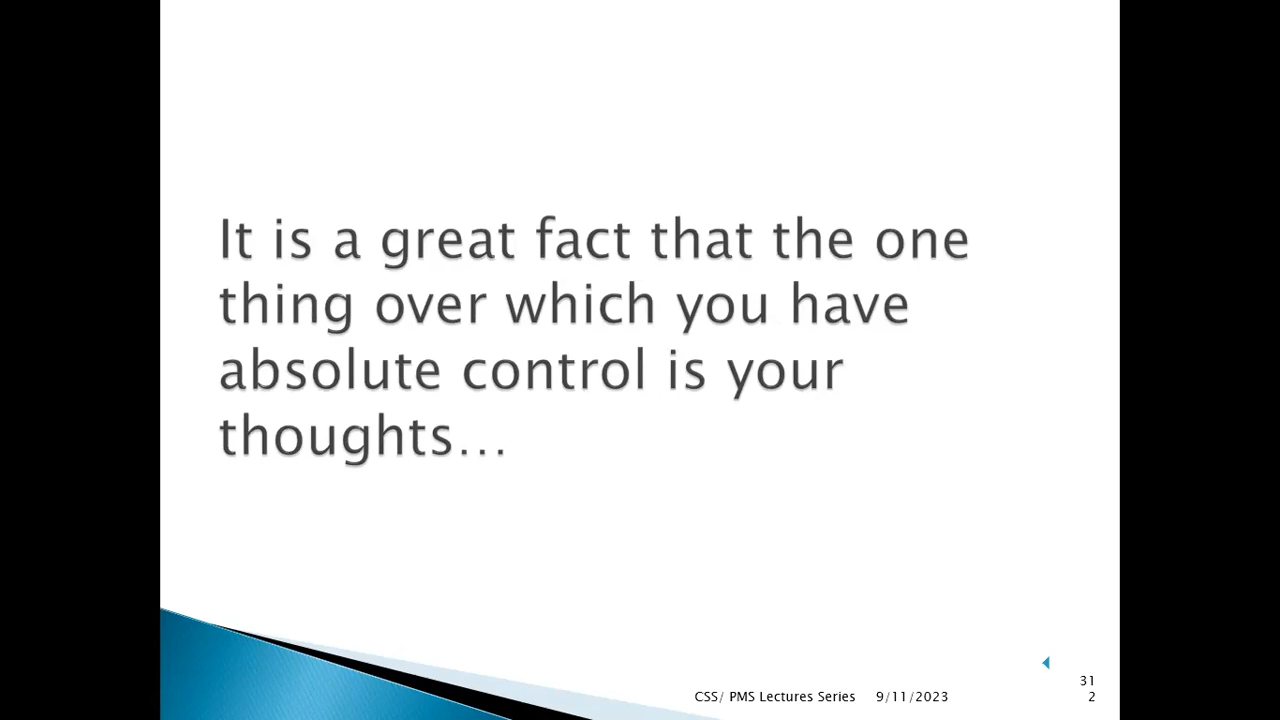 It is a great fact that the one
thing over which you have
absolute control is your
thoughts...
31
CSS/ PMS Lectures Series 9/11/2023 2